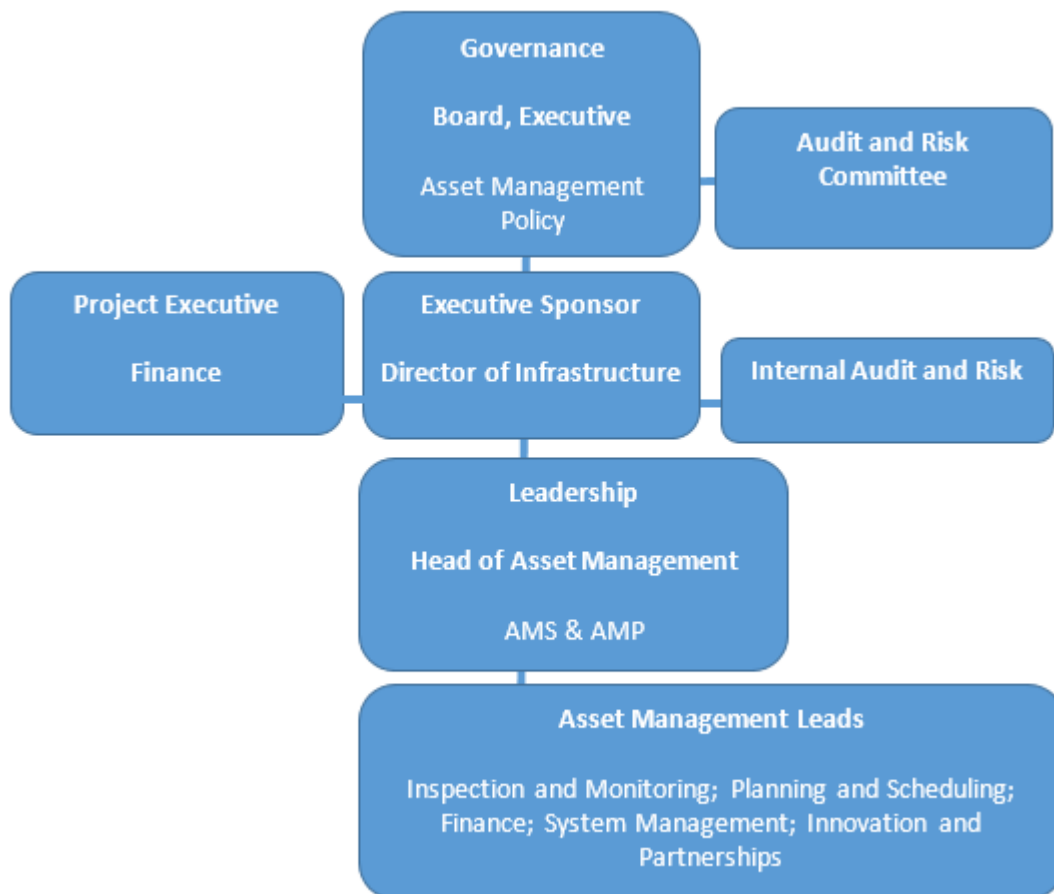 Governance
Board, Executive
Asset Management
Policy
Audit and Risk
Committee
Project Executive
Finance
Executive Sponsor
Director of Infrastructure
Internal Audit and Risk
Leadership
Head of Asset Management
AMS & AMP
Asset Management Leads
Inspection and Monitoring; Planning and Scheduling;
Finance; System Management; Innovation and
Partnerships